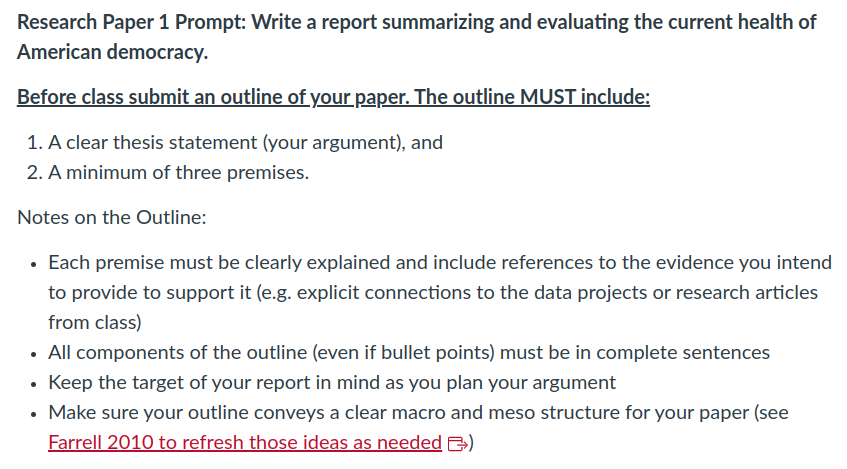 Research Paper 1 Prompt: Write a report summarizing and evaluating the current health of
American democracy.
Before class submit an outline of your paper. The outline MUST include:
1. A clear thesis statement (your argument), and
2. A minimum of three premises.
Notes on the Outline:
• Each premise must be clearly explained and include references to the evidence you intend
to provide to support it (e.g. explicit connections to the data projects or research articles
from class)
• All components of the outline (even if bullet points) must be in complete sentences
• Keep the target of your report in mind as you plan your argument
• Make sure your outline conveys a clear macro and meso structure for your paper (see
Farrell 2010 to refresh those ideas as needed)